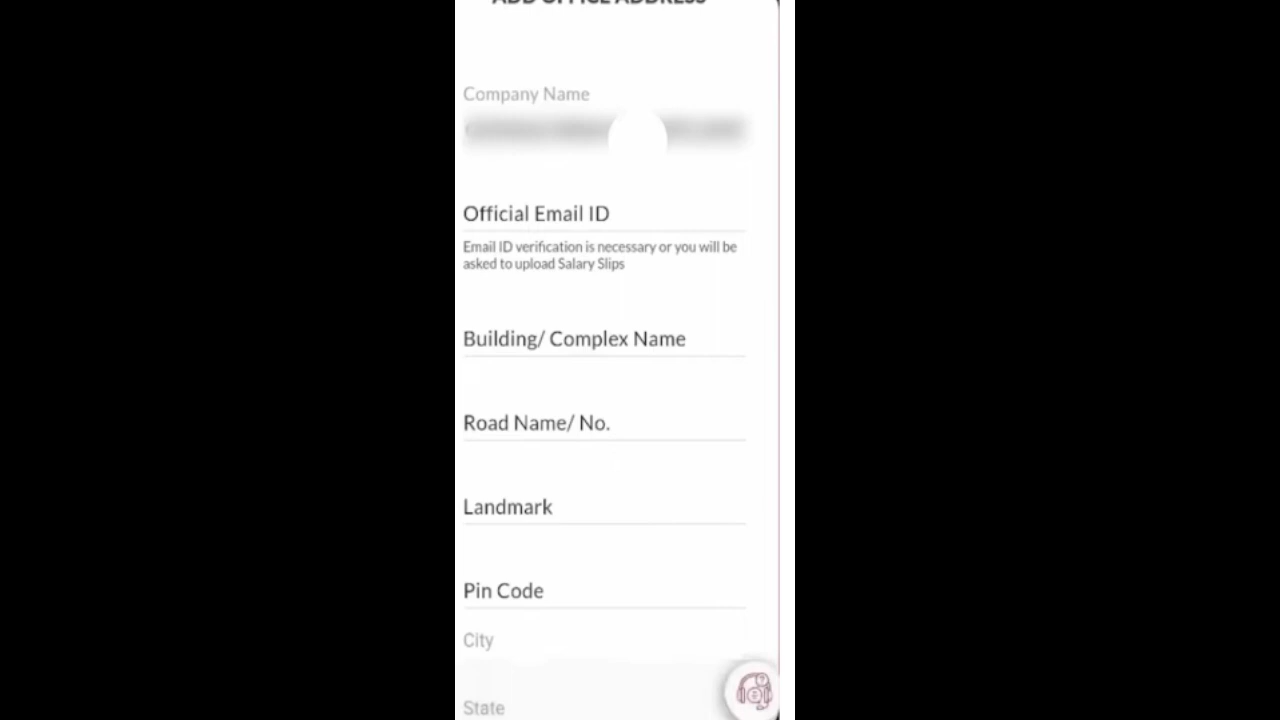 ADD OFFICE ADDRESS
Company Name
Official Email ID
Email ID verification is necessary or you will be
asked to upload Salary Slips
Building/ Complex Name
Road Name/ No.
Landmark
Pin Code
City
State